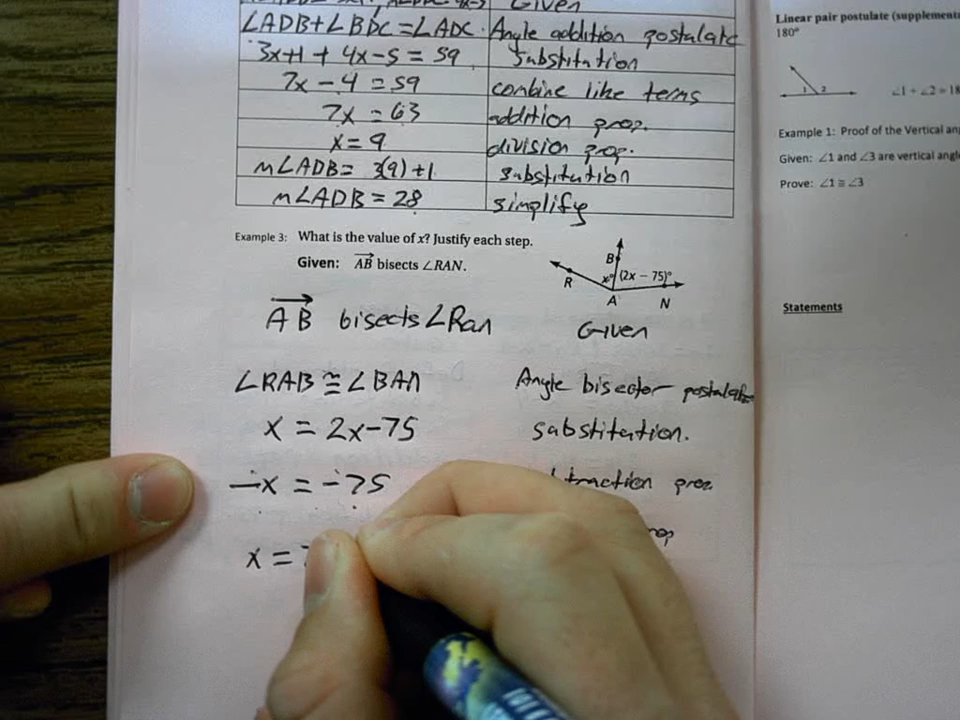 Given
∠ADB + ∠BDC = ∠ADC Angle addition postulate
3x+1 + 4x-5 = 59 substitution
7x - 4 = 59 combine like terms
7x = 63 addition prop.
x = 9 division prop.
m∠ADB = 3(9)+1 substitution
m∠ADB = 28 simplify
Example 3: What is the value of x? Justify each step.
Given: AB bisects ∠RAN.
B
R
x°
(2x – 75)°
A
N
AB bisects ∠Ran Given
∠RAB ≅ ∠BAn Angle bisector postulate
x = 2x-75 substitution.
-x = -75 prop.
x =
Linear pair postulate
180°
1 2
∠1 + ∠2 = 18
Example 1: Proof of the Vertical
Given: ∠1 and ∠3 are vertical
Prove: ∠1 ≅ ∠3
Statements